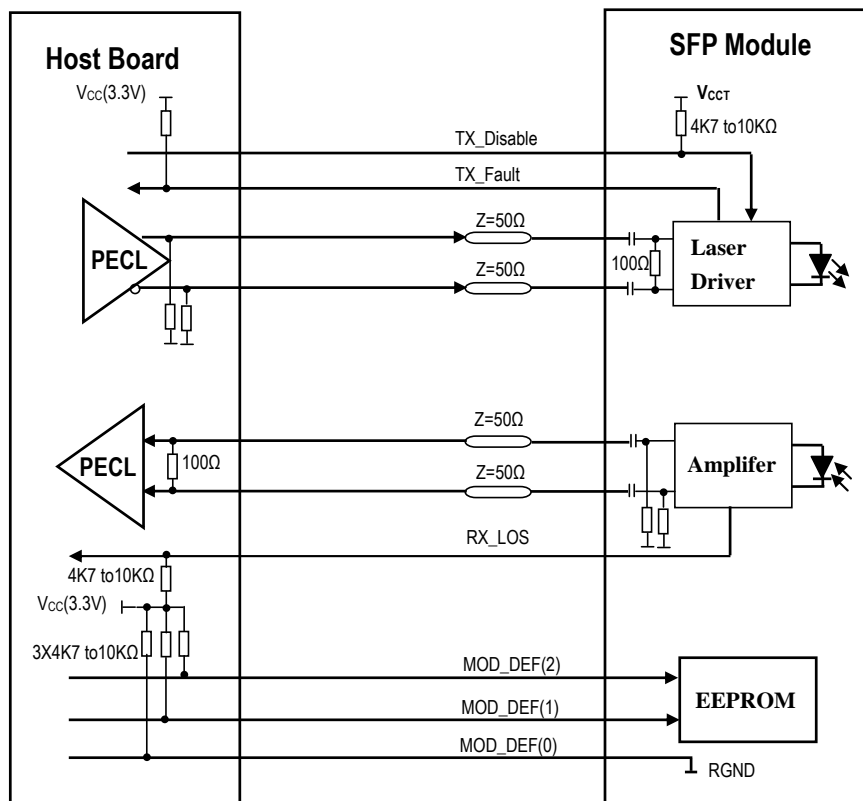 Host Board
SFP Module
VCC(3.3V)
VCCT
4K7 to10KΩ
TX_Disable
TX_Fault
Z=50Ω
PECL
100Ω
Laser
Driver
Z=50Ω
Z=50Ω
PECL
100Ω
Amplifer
Z=50Ω
RX_LOS
4K7 to10KΩ
VCC(3.3V)
3X4K7 to10KΩ
MOD_DEF(2)
EEPROM
MOD_DEF(1)
MOD_DEF(0)
RGND